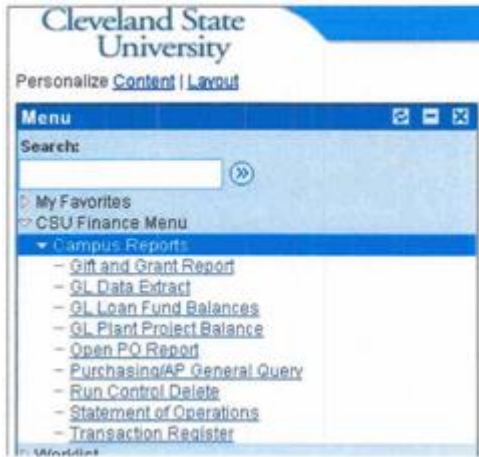 Cleveland State
University
Personalize Content | Layout
Menu
Search:
My Favorites
CSU Finance Menu
Campus Reports
– Gift and Grant Report
– GL Data Extract
– GL Loan Fund Balances
– GL Plant Project Balance
– Open PO Report
– Purchasing/AP General Query
– Run Control Delete
– Statement of Operations
– Transaction Register
Worklist